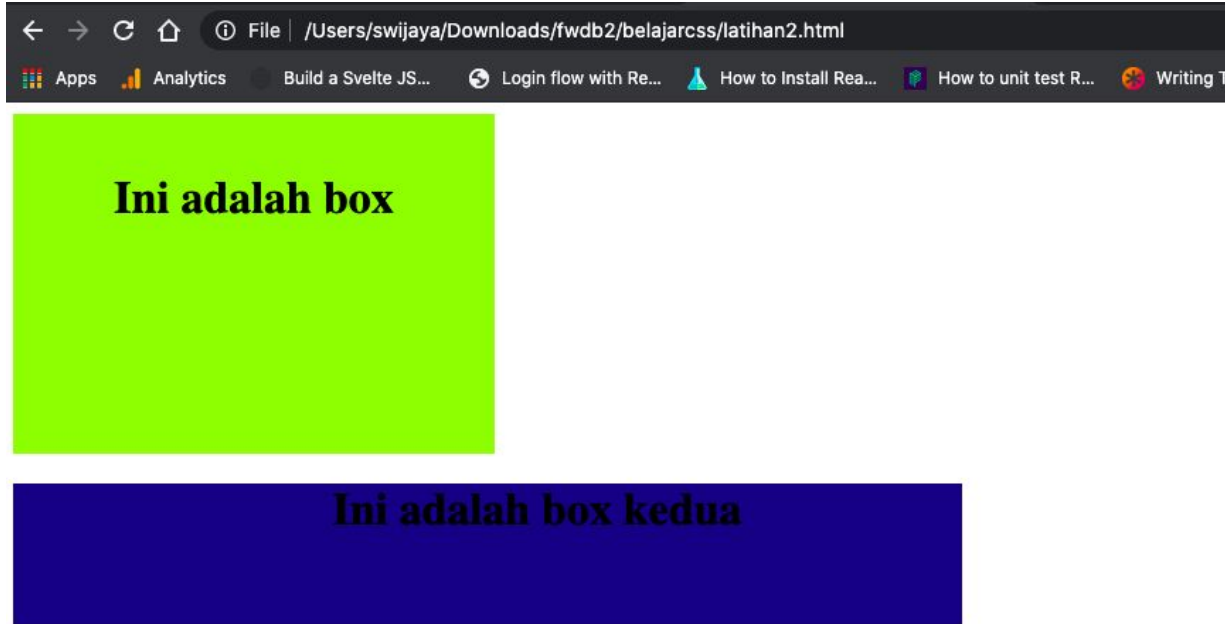 File /Users/swijaya/Downloads/fwdb2/belajarcss/latihan2.html
Apps Analytics Build a Svelte JS... Login flow with Re... How to Install Rea... How to unit test R... Writing T
Ini adalah box
Ini adalah box kedua